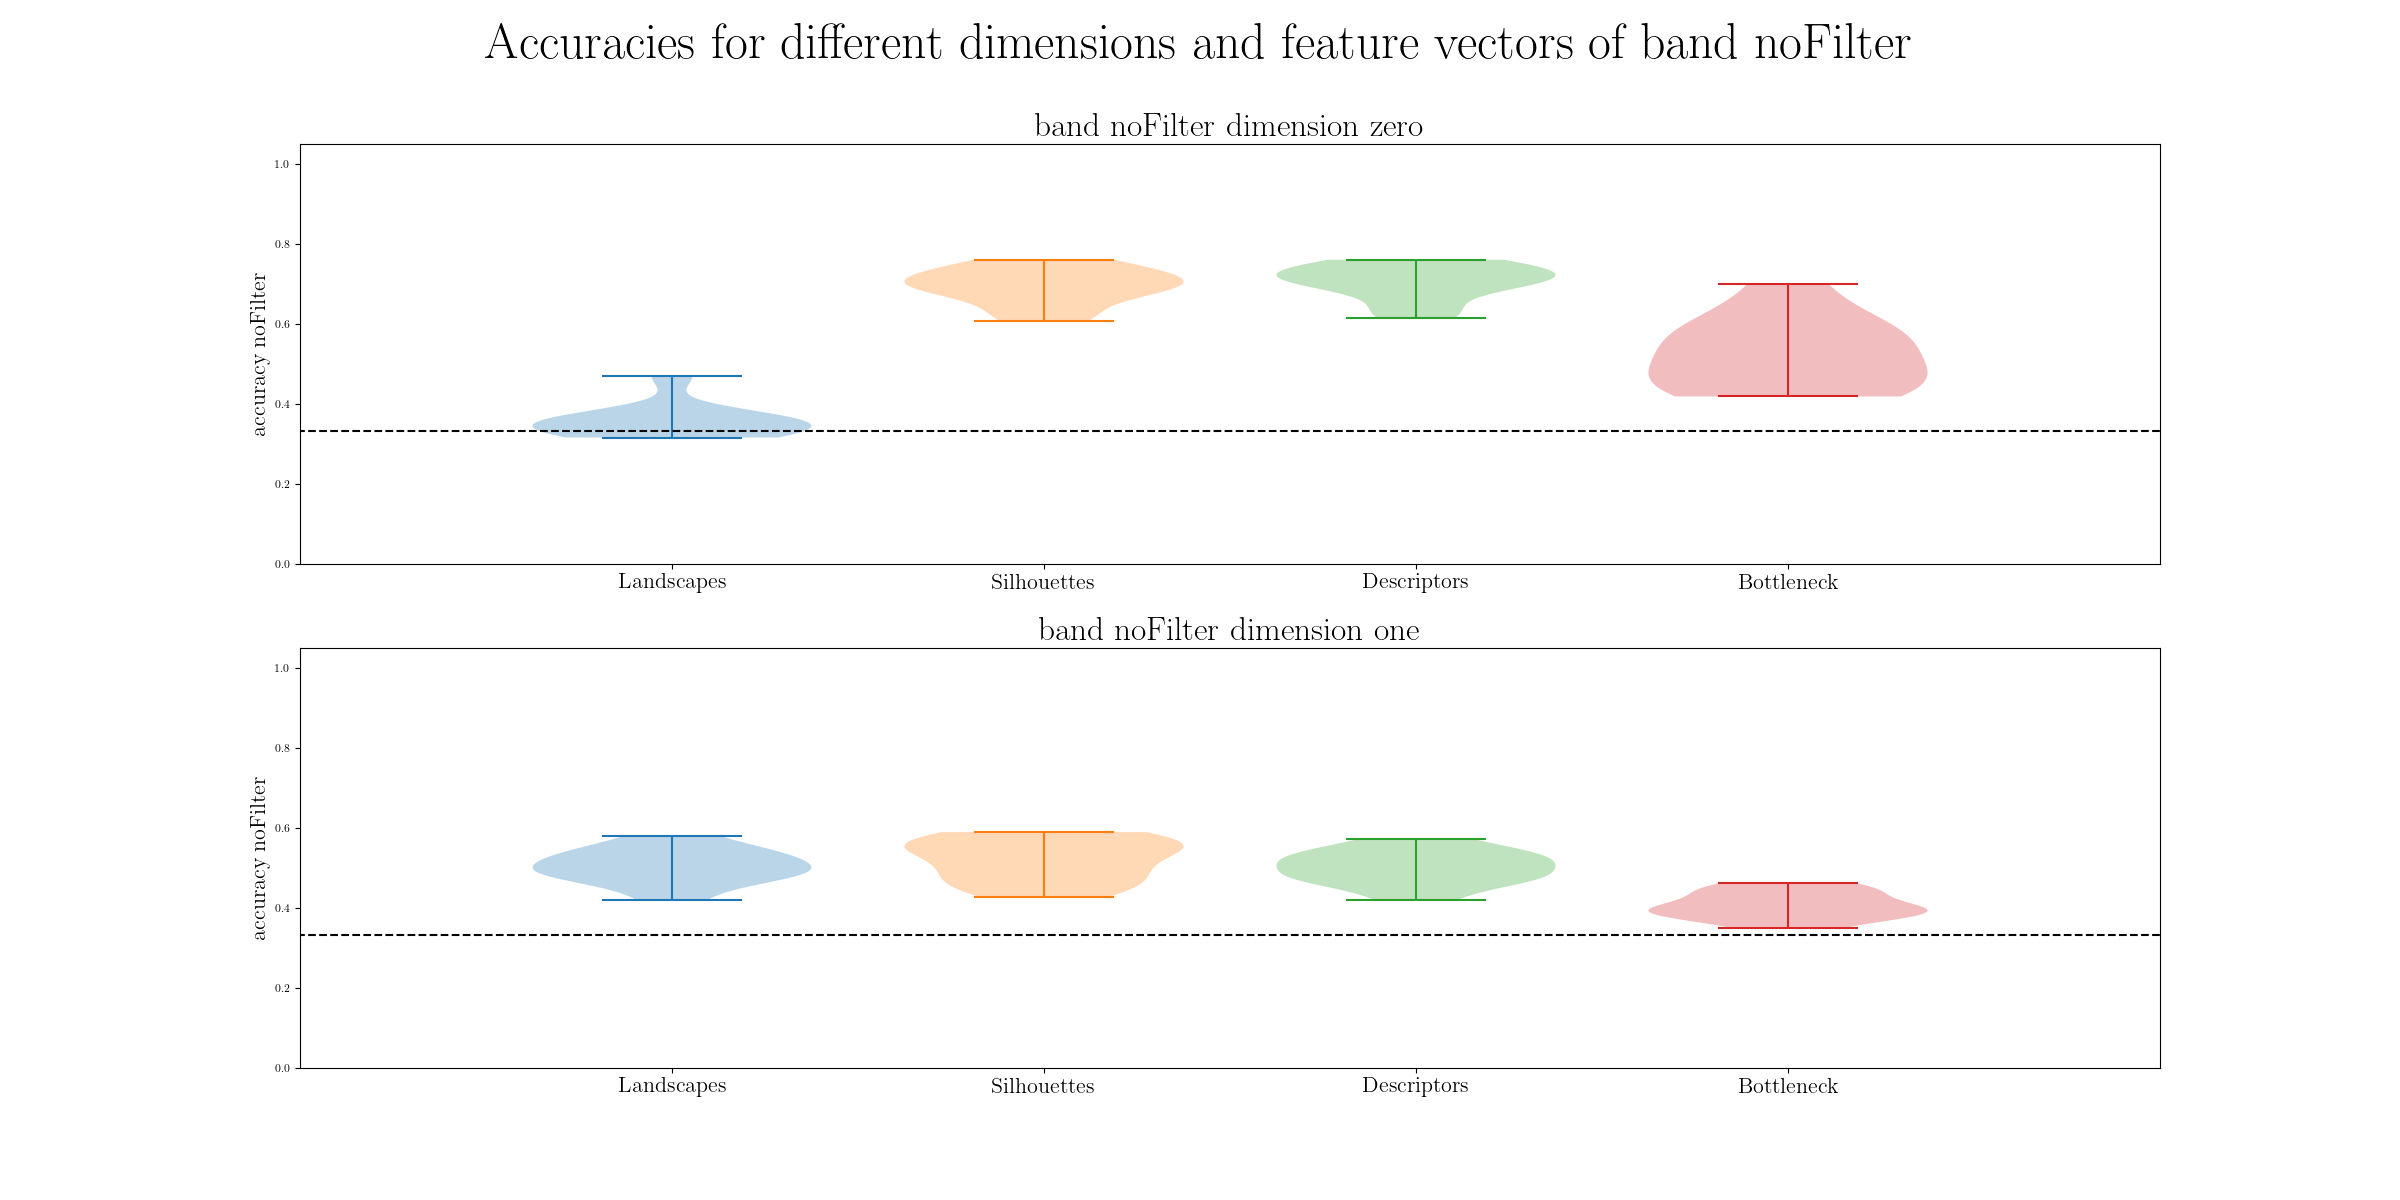 Accuracies for different dimensions and feature vectors of band noFilter
band noFilter dimension zero
accuracy noFilter
1.0
0.8
0.6
0.4
0.2
0.0
Landscapes Silhouettes Descriptors Bottleneck
band noFilter dimension one
accuracy noFilter
1.0
0.8
0.6
0.4
0.2
0.0
Landscapes Silhouettes Descriptors Bottleneck